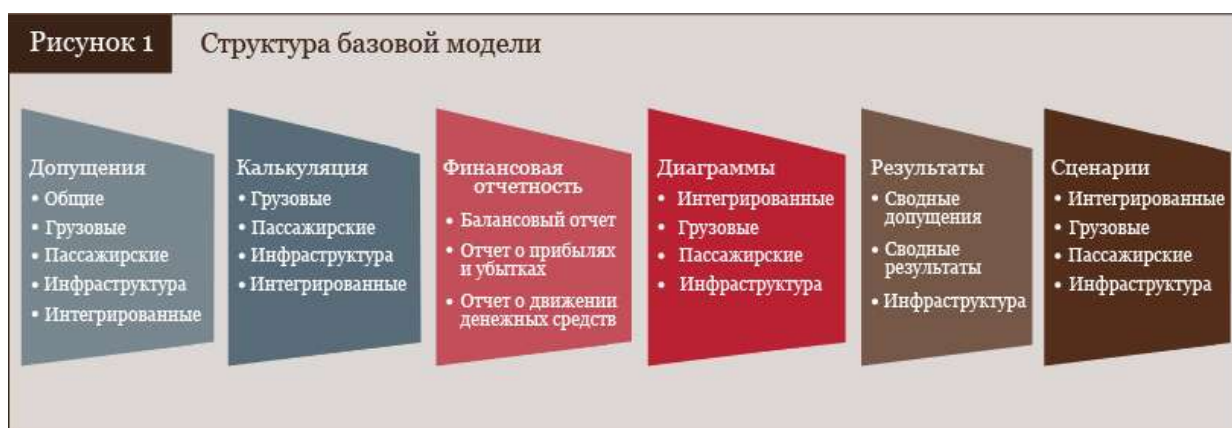 Рисунок 1
Структура базовой модели
Допущения
• Общие
• Грузовые
• Пассажирские
• Инфраструктура
• Интегрированные
Калькуляция
• Грузовые
• Пассажирские
• Инфраструктура
• Интегрированные
Финансовая
отчетность
• Балансовый отчет
• Отчет о прибылях
и убытках
• Отчет о движении
денежных средств
Диаграммы
• Интегрированные
• Грузовые
• Пассажирские
• Инфраструктура
Результаты
• Сводные
допущения
• Сводные
результаты
• Инфраструктура
Сценарии
• Интегрированные
• Грузовые
• Пассажирские
• Инфраструктура